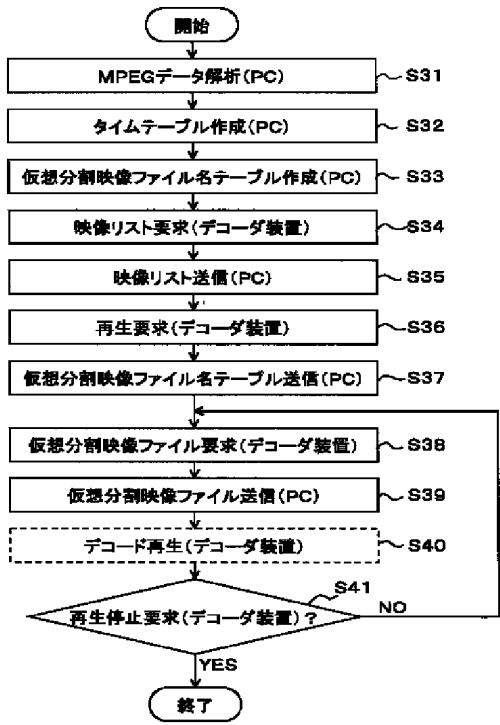 開始
MPEGデータ解析(PC)
S31
タイムテーブル作成(PC)
S32
仮想分割映像ファイル名テーブル作成(PC)
S33
映像リスト要求(デコーダ装置)
S34
映像リスト送信(PC)
S35
再生要求(デコーダ装置)
S36
仮想分割映像ファイル名テーブル送信(PC)
S37
仮想分割映像ファイル要求(デコーダ装置)
S38
仮想分割映像ファイル送信(PC)
S39
デコード再生(デコーダ装置)
S40
S41
再生停止要求(デコーダ装置)?
NO
YES
終了